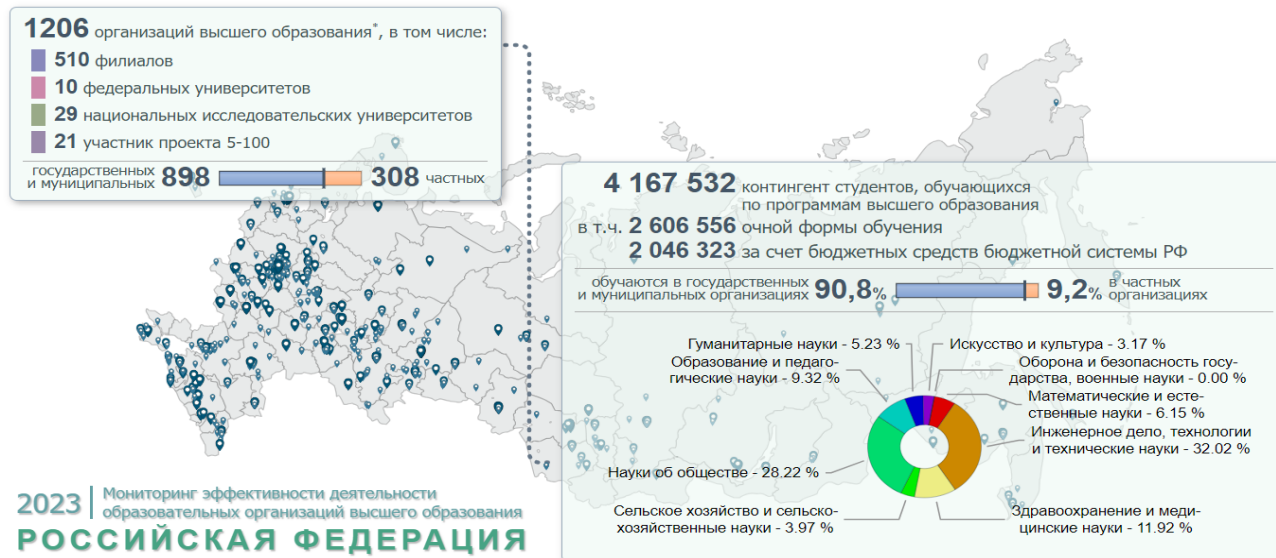 1206 организаций высшего образования*, в том числе:
510 филиалов
10 федеральных университетов
29 национальных исследовательских университетов
21 участник проекта 5-100
государственных
и муниципальных 898 308 частных
4 167 532 контингент студентов, обучающихся
по программам высшего образования
в т.ч. 2 606 556 очной формы обучения
2 046 323 за счет бюджетных средств бюджетной системы РФ
обучаются в государственных
и муниципальных организациях 90,8% 9,2% в частных
организациях
Гуманитарные науки - 5.23 %
Искусство и культура - 3.17 %
Образование и педаго-
гические науки - 9.32 %
Оборона и безопасность госу-
дарства, военные науки - 0.00 %
Математические и есте-
ственные науки - 6.15 %
Инженерное дело, технологии
и технические науки - 32.02 %
Науки об обществе - 28.22 %
Сельское хозяйство и сельско-
хозяйственные науки - 3.97 %
Здравоохранение и меди-
цинские науки - 11.92 %
2023 Мониторинг эффективности деятельности
образовательных организаций высшего образования
РОССИЙСКАЯ ФЕДЕРАЦИЯ